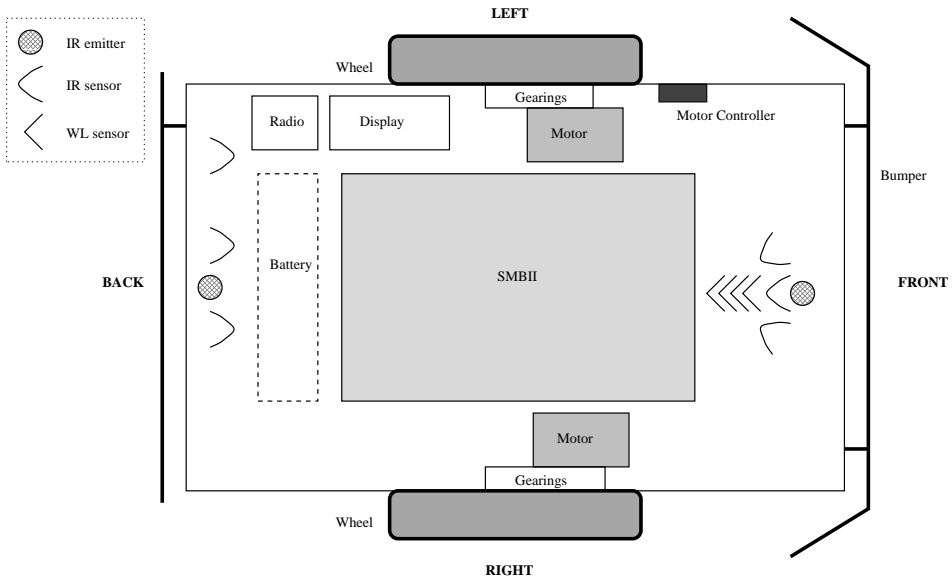 LEFT
IR emitter
IR sensor
WL sensor
Wheel
Gearings
Radio
Display
Motor
Motor Controller
Bumper
BACK
Battery
SMBII
FRONT
Motor
Gearings
Wheel
RIGHT